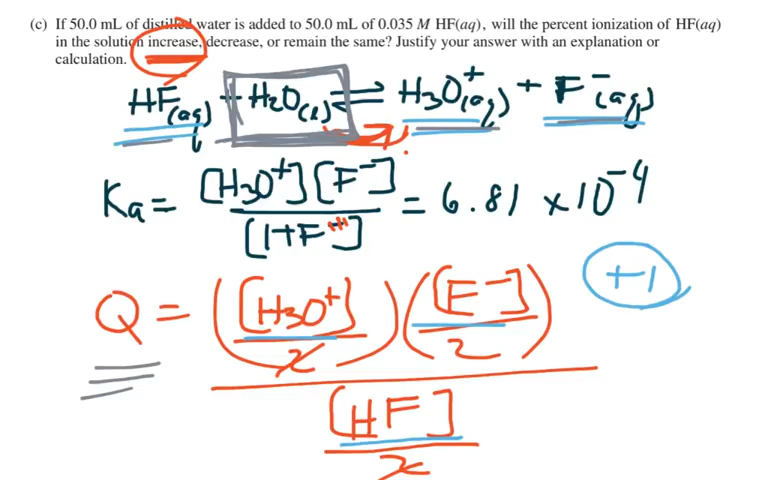 (c) If 50.0 mL of distilled water is added to 50.0 mL of 0.035 M HF(aq), will the percent ionization of HF(aq)
in the solution increase, decrease, or remain the same? Justify your answer with an explanation or
calculation.
HF(aq) + H2O(l) ⇌ H3O+(aq) + F-(aq)
Ka = [H3O+][F-] / [HF] = 6.81 ×10-4
+1
Q = ([H3O+]/2)([F-]/2) / [HF]/2